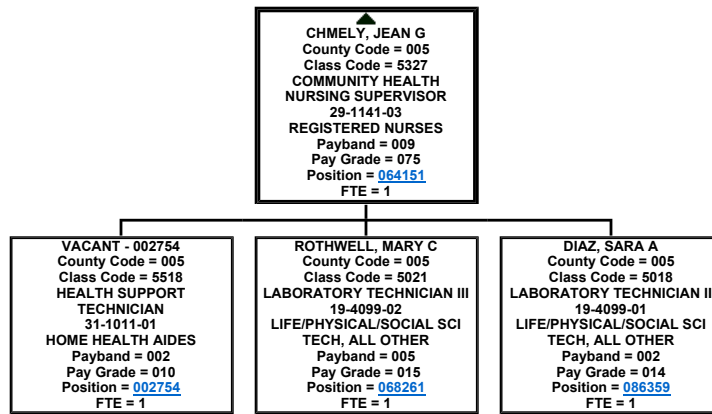 CHMELY, JEAN G
County Code = 005
Class Code = 5327
COMMUNITY HEALTH
NURSING SUPERVISOR
29-1141-03
REGISTERED NURSES
Payband = 009
Pay Grade = 075
Position = 064151
FTE = 1
VACANT - 002754
County Code = 005
Class Code = 5518
HEALTH SUPPORT
TECHNICIAN
31-1011-01
HOME HEALTH AIDES
Payband = 002
Pay Grade = 010
Position = 002754
FTE = 1
ROTHWELL, MARY C
County Code = 005
Class Code = 5021
LABORATORY TECHNICIAN III
19-4099-02
LIFE/PHYSICAL/SOCIAL SCI
TECH, ALL OTHER
Payband = 005
Pay Grade = 015
Position = 068261
FTE = 1
DIAZ, SARA A
County Code = 005
Class Code = 5018
LABORATORY TECHNICIAN II
19-4099-01
LIFE/PHYSICAL/SOCIAL SCI
TECH, ALL OTHER
Payband = 002
Pay Grade = 014
Position = 086359
FTE = 1